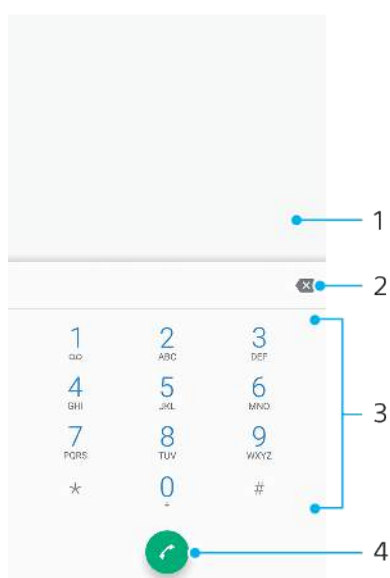 1
2
1 2 3
ABC DEF
4 5 6
GHI JKL MNO
3
7 8 9
PQRS TUV WXYZ
* 0 #
+
4